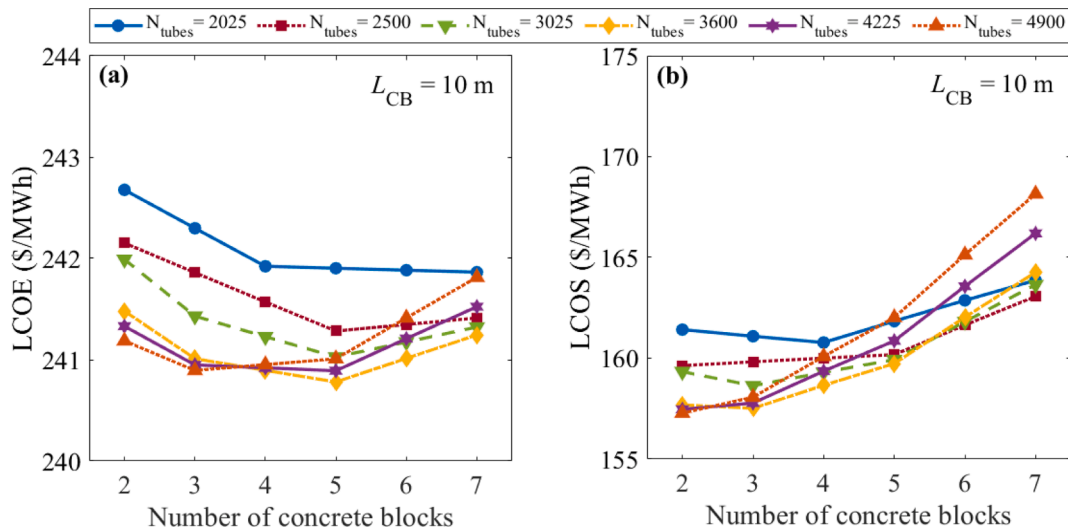 N_tubes = 2025 N_tubes = 2500 N_tubes = 3025 N_tubes = 3600 N_tubes = 4225 N_tubes = 4900
(a)
L_CB = 10 m
244
243
242
241
240
LCOE ($/MWh)
2 3 4 5 6 7
Number of concrete blocks
(b)
L_CB = 10 m
175
170
165
160
155
LCOS ($/MWh)
2 3 4 5 6 7
Number of concrete blocks